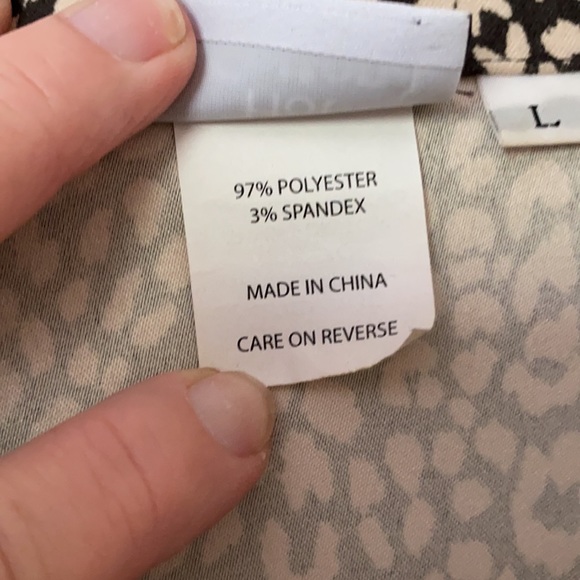 L
97% POLYESTER
3% SPANDEX
MADE IN CHINA
CARE ON REVERSE